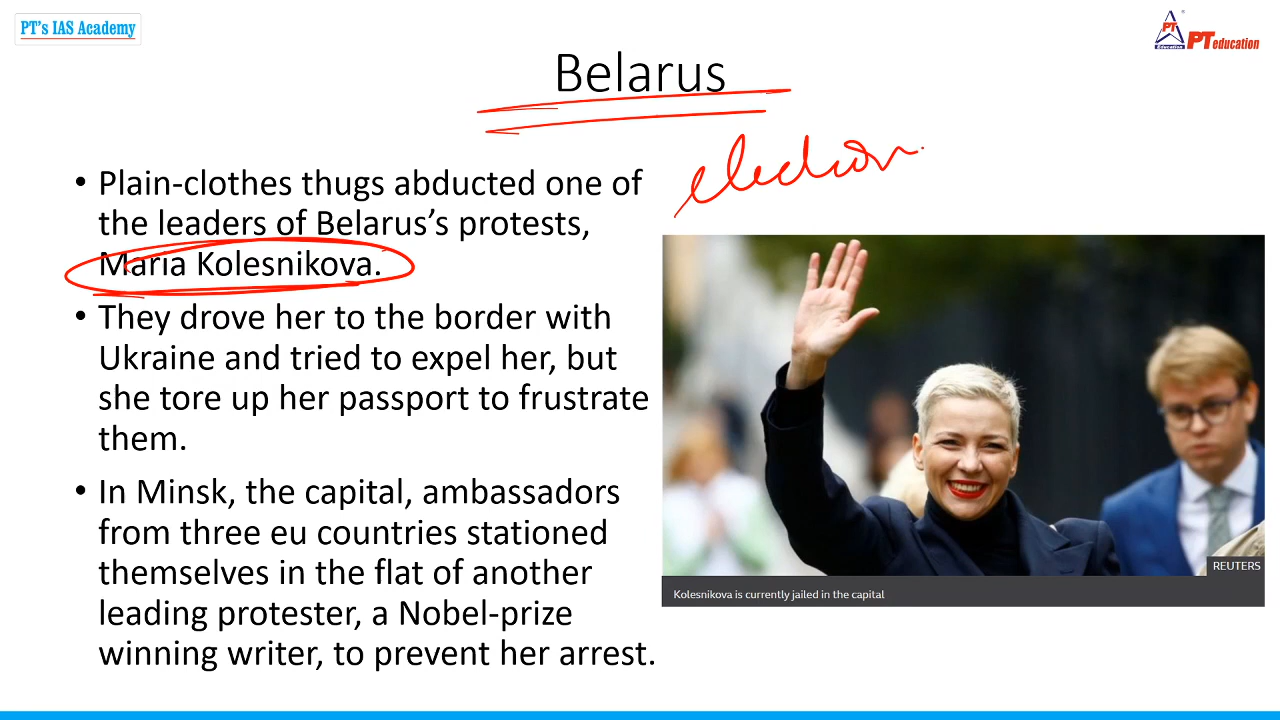 PT's IAS Academy
PT
Education
PT education
Belarus
election
• Plain-clothes thugs abducted one of
the leaders of Belarus’s protests,
Maria Kolesnikova.
• They drove her to the border with
Ukraine and tried to expel her, but
she tore up her passport to frustrate
them.
• In Minsk, the capital, ambassadors
from three eu countries stationed
themselves in the flat of another
leading protester, a Nobel-prize
winning writer, to prevent her arrest.
REUTERS
Kolesnikova is currently jailed in the capital